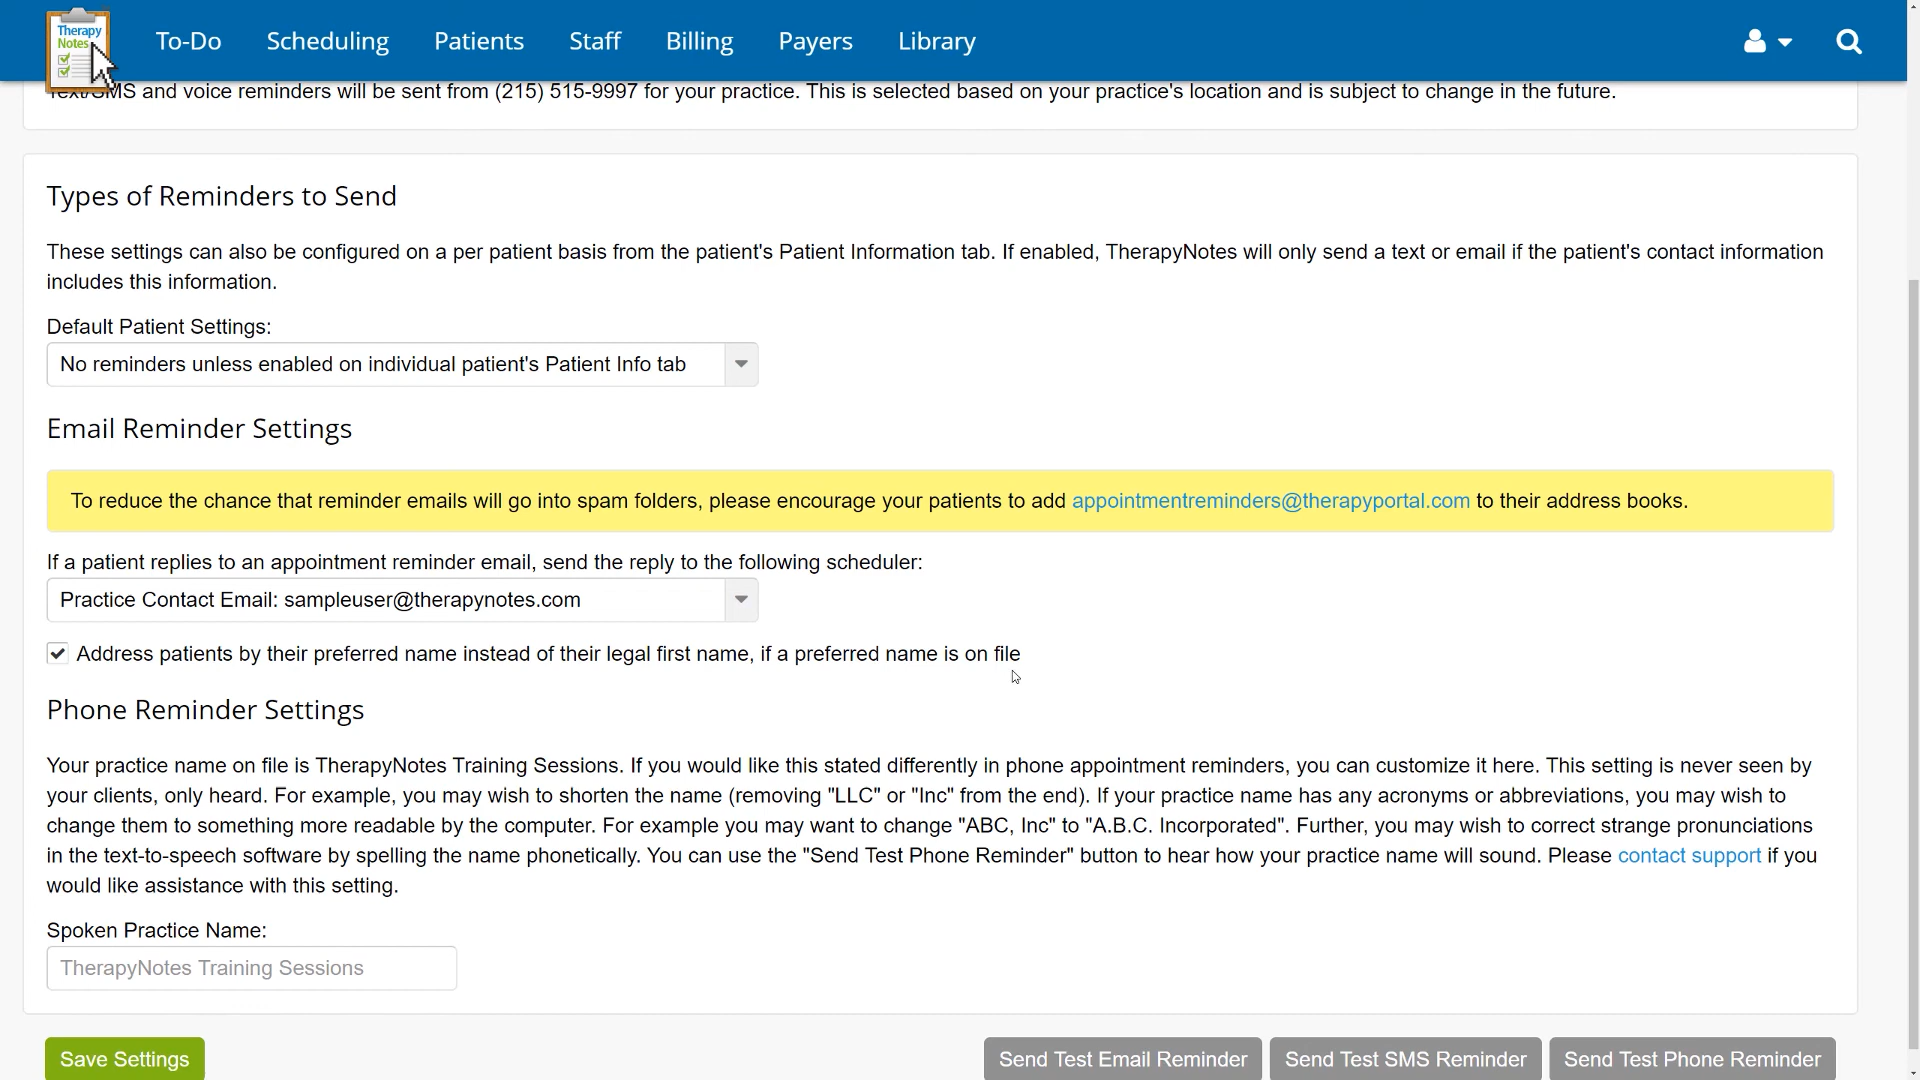 Therapy
Notes
To-Do
Scheduling
Patients
Staff
Billing
Payers
Library
Text/SMS and voice reminders will be sent from (215) 515-9997 for your practice. This is selected based on your practice's location and is subject to change in the future.
Types of Reminders to Send
These settings can also be configured on a per patient basis from the patient's Patient Information tab. If enabled, TherapyNotes will only send a text or email if the patient's contact information
includes this information.
Default Patient Settings:
No reminders unless enabled on individual patient's Patient Info tab
Email Reminder Settings
To reduce the chance that reminder emails will go into spam folders, please encourage your patients to add appointmentreminders@therapyportal.com to their address books.
If a patient replies to an appointment reminder email, send the reply to the following scheduler:
Practice Contact Email: sampleuser@therapynotes.com
Address patients by their preferred name instead of their legal first name, if a preferred name is on file
Phone Reminder Settings
Your practice name on file is TherapyNotes Training Sessions. If you would like this stated differently in phone appointment reminders, you can customize it here. This setting is never seen by
your clients, only heard. For example, you may wish to shorten the name (removing "LLC" or "Inc" from the end). If your practice name has any acronyms or abbreviations, you may wish to
change them to something more readable by the computer. For example you may want to change "ABC, Inc" to "A.B.C. Incorporated". Further, you may wish to correct strange pronunciations
in the text-to-speech software by spelling the name phonetically. You can use the "Send Test Phone Reminder" button to hear how your practice name will sound. Please contact support if you
would like assistance with this setting.
Spoken Practice Name:
TherapyNotes Training Sessions
Save Settings
Send Test Email Reminder
Send Test SMS Reminder
Send Test Phone Reminder